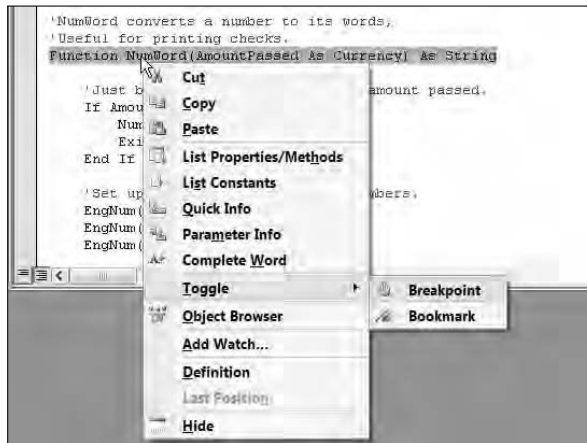 'NumWord converts a number to its words,
'Useful for printing checks.
Function NumWord(AmountPassed As Currency) As String
'Just b amount passed.
If Amou
Num
Exi
End If
'Set up bers.
EngNum(
EngNum(
EngNum(
Cut
Copy
Paste
List Properties/Methods
List Constants
Quick Info
Parameter Info
Complete Word
Toggle
Breakpoint
Bookmark
Object Browser
Add Watch...
Definition
Last Position
Hide